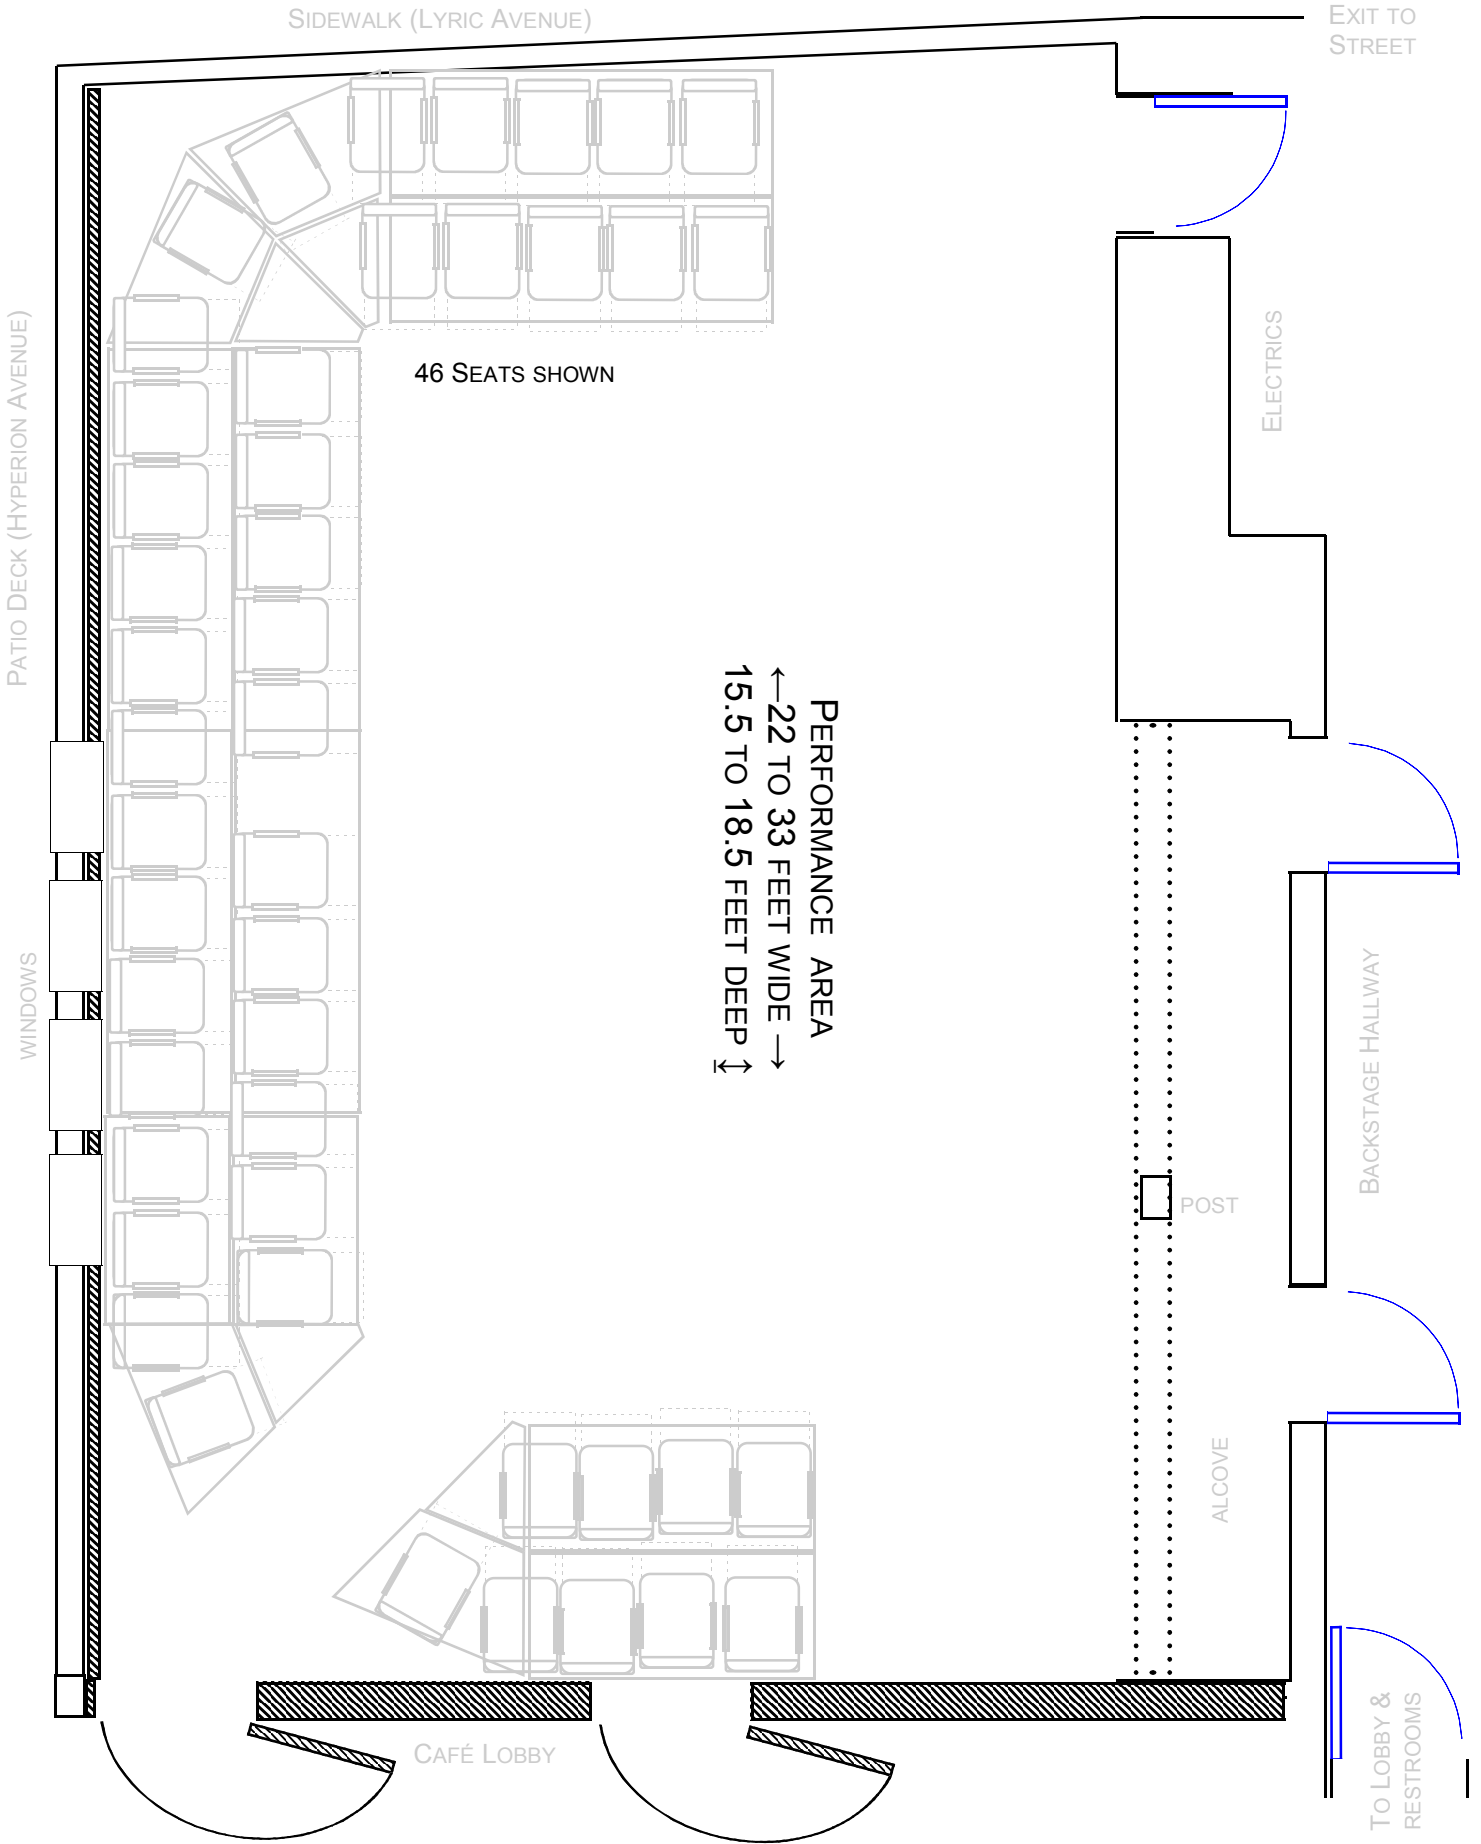 SIDEWALK (LYRIC AVENUE)
EXIT TO
STREET
PATIO DECK (HYPERION AVENUE)
46 SEATS SHOWN
ELECTRICS
PERFORMANCE AREA
←22 TO 33 FEET WIDE →
15.5 TO 18.5 FEET DEEP ↕
WINDOWS
BACKSTAGE HALLWAY
POST
ALCOVE
CAFÉ LOBBY
TO LOBBY &
RESTROOMS